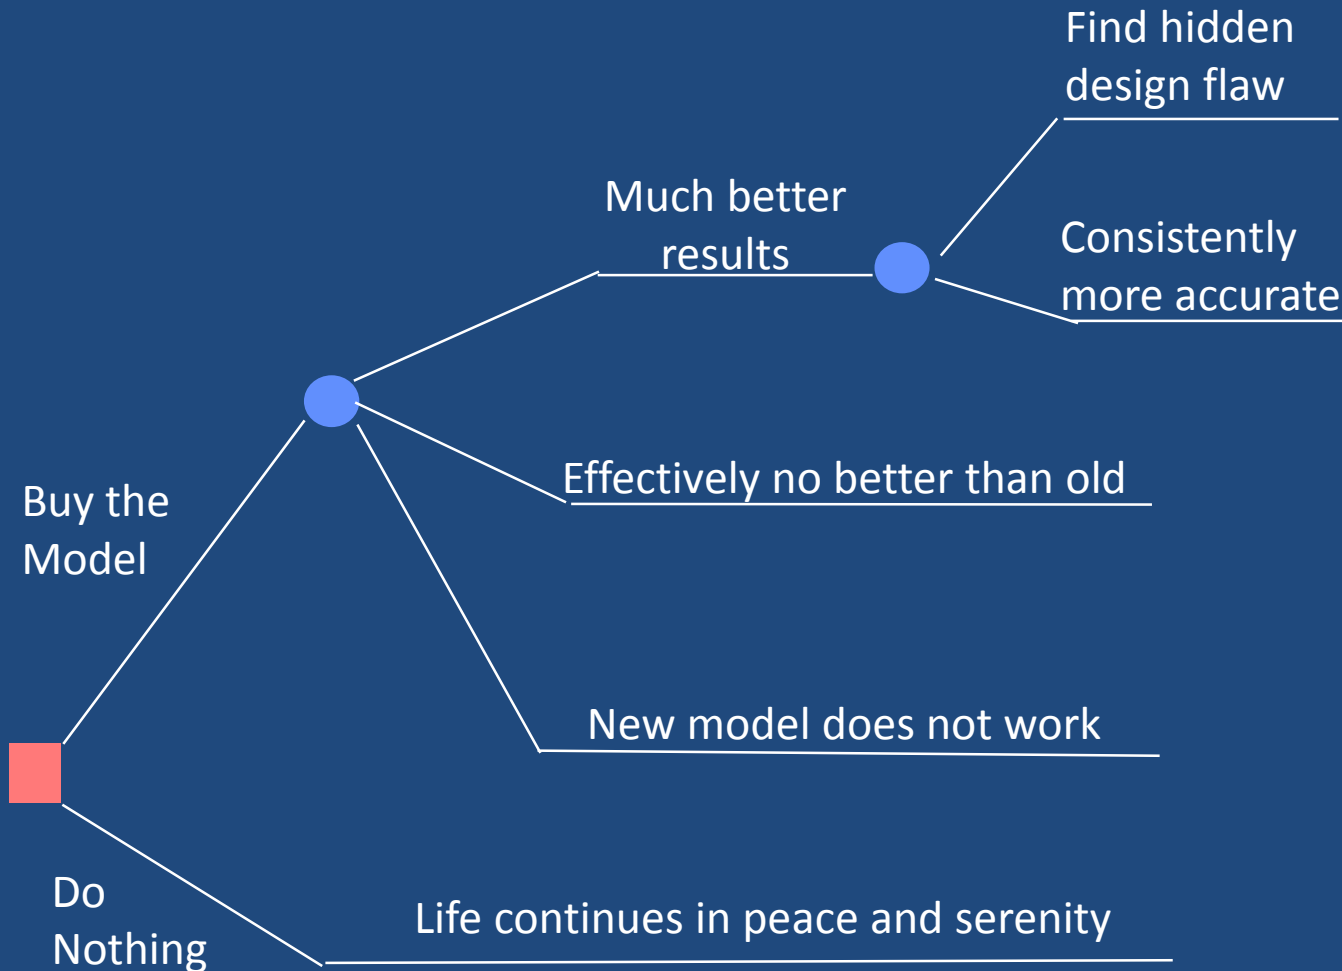 Find hidden
design flaw
Much better
results
Consistently
more accurate
Effectively no better than old
Buy the
Model
New model does not work
Do
Nothing
Life continues in peace and serenity